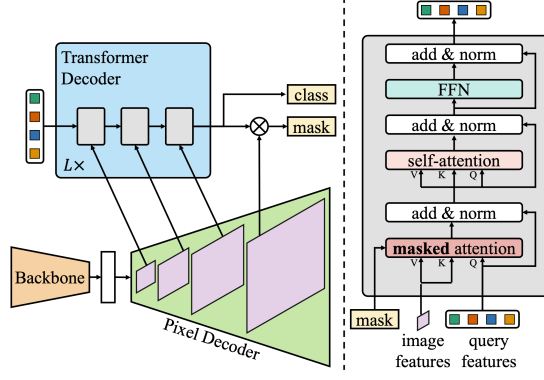 Transformer
Decoder
L×
class
mask
Backbone
Pixel Decoder
add & norm
FFN
add & norm
self-attention
V K Q
add & norm
masked attention
V K Q
mask
image
features
query
features